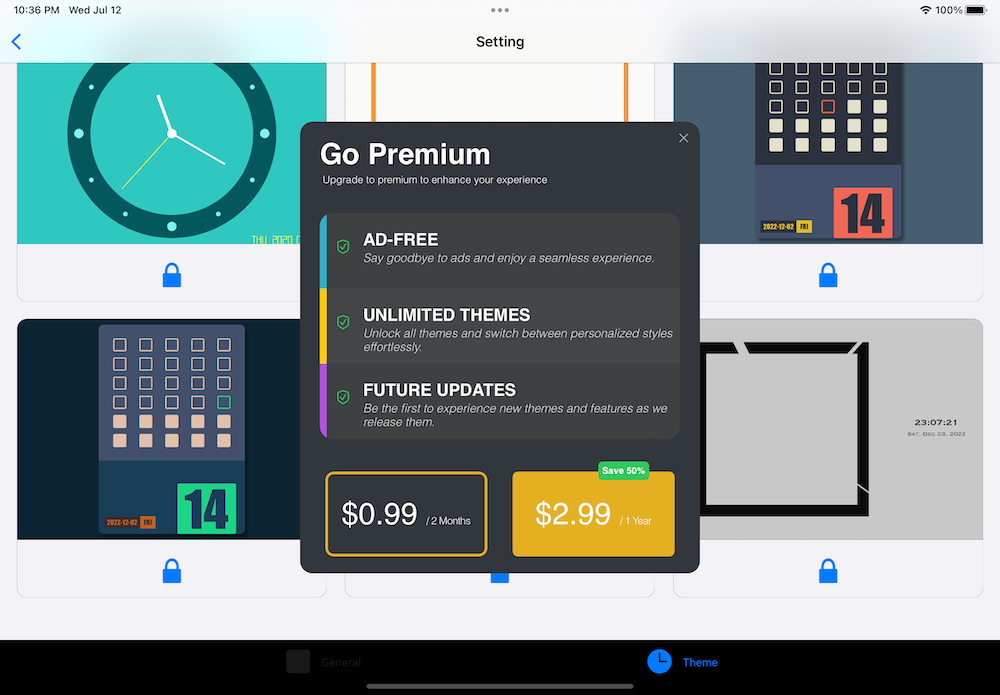 10:36 PM Wed Jul 12
100%
Setting
THU 2020
14
2022-12-02 FRI
Go Premium
Upgrade to premium to enhance your experience
AD-FREE
Say goodbye to ads and enjoy a seamless experience.
UNLIMITED THEMES
Unlock all themes and switch between personalized styles
effortlessly.
FUTURE UPDATES
Be the first to experience new themes and features as we
release them.
Save 50%
$0.99 / 2 Months
$2.99 / 1 Year
14
2022-12-02 FRI
23:07:21
Sat, Dec 03, 2022
General
Theme